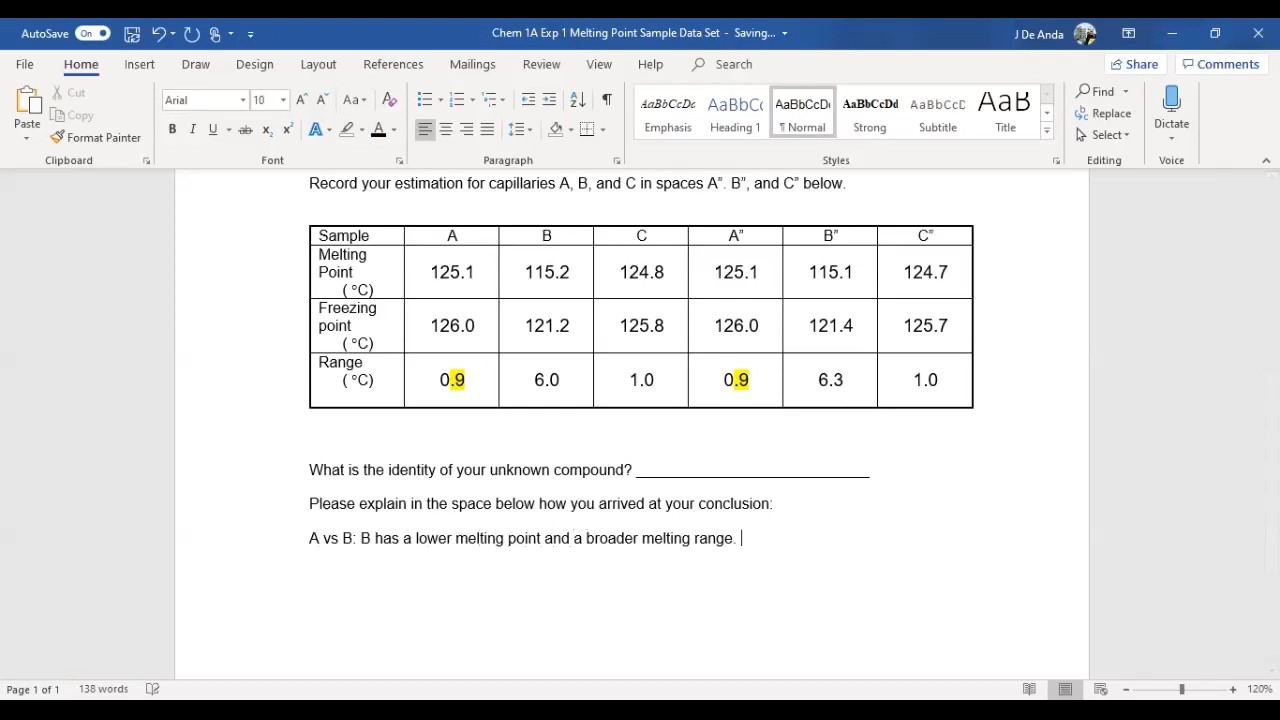 AutoSave On
Chem 1A Exp 1 Melting Point Sample Data Set - Saving...
J De Anda
File Home Insert Draw Design Layout References Mailings Review View Help Search Share Comments
Paste Cut Copy Format Painter
Arial 10 A A Aa A
B I U ab x₂ x² A A
AaBbCcDc AaBbCc AaBbCcDc AaBbCcDd AaBbCcD AaB
Emphasis Heading 1 ¶ Normal Strong Subtitle Title
Find Replace Select
Dictate
Clipboard Font Paragraph Styles Editing Voice
Record your estimation for capillaries A, B, and C in spaces A”. B”, and C” below.
Sample A B C A” B” C”
Melting
Point
( °C) 125.1 115.2 124.8 125.1 115.1 124.7
Freezing
point
( °C) 126.0 121.2 125.8 126.0 121.4 125.7
Range
( °C) 0.9 6.0 1.0 0.9 6.3 1.0
What is the identity of your unknown compound? ___________________________
Please explain in the space below how you arrived at your conclusion:
A vs B: B has a lower melting point and a broader melting range.
Page 1 of 1 138 words 120%